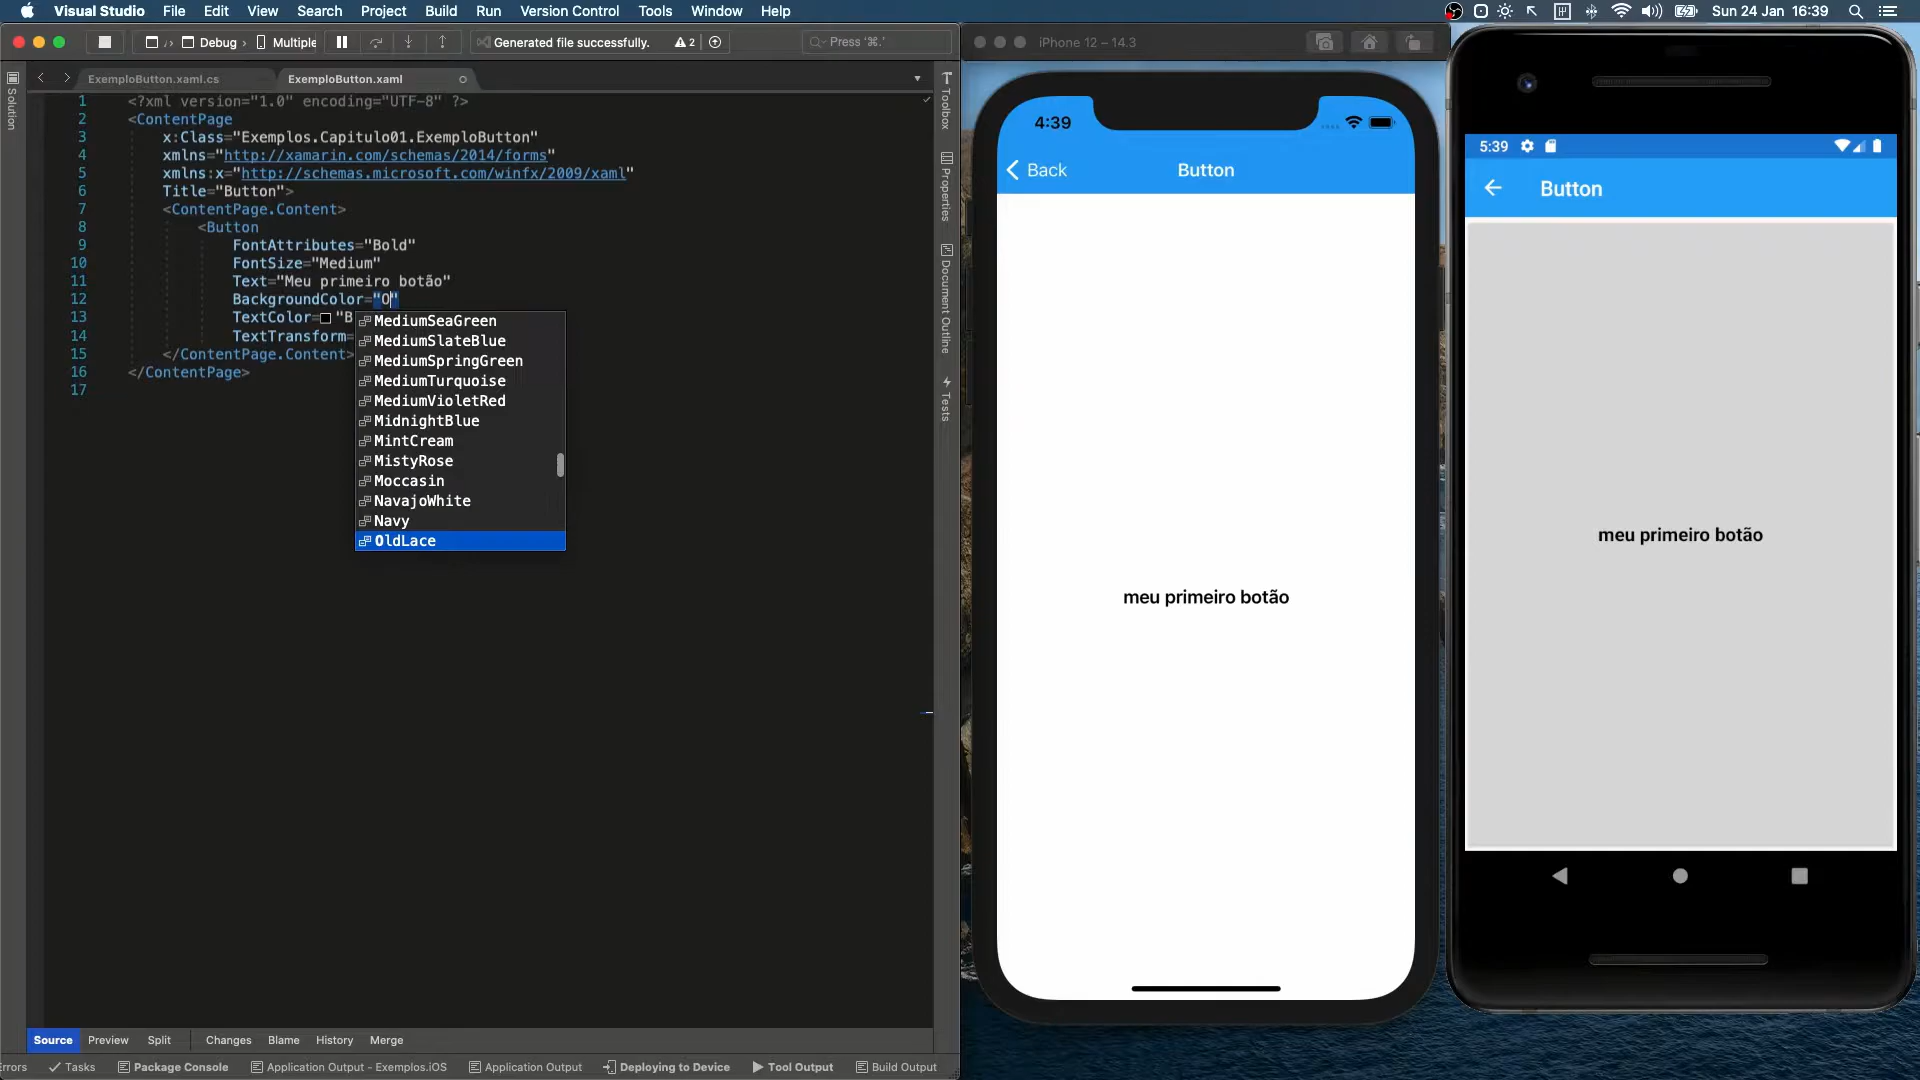 Visual Studio File Edit View Search Project Build Run Version Control Tools Window Help Sun 24 Jan 16:39
Debug Multiple Generated file successfully. 2 Press '⌘.'
iPhone 12 – 14.3
Solution
ExemploButton.xaml.cs ExemploButton.xaml
1 <?xml version="1.0" encoding="UTF-8" ?>
2 <ContentPage
3 x:Class="Exemplos.Capitulo01.ExemploButton"
4 xmlns="http://xamarin.com/schemas/2014/forms"
5 xmlns:x="http://schemas.microsoft.com/winfx/2009/xaml"
6 Title="Button">
7 <ContentPage.Content>
8 <Button
9 FontAttributes="Bold"
10 FontSize="Medium"
11 Text="Meu primeiro botão"
12 BackgroundColor="O"
13 TextColor="B
14 TextTransform=
15 </ContentPage.Content>
16 </ContentPage>
17
MediumSeaGreen
MediumSlateBlue
MediumSpringGreen
MediumTurquoise
MediumVioletRed
MidnightBlue
MintCream
MistyRose
Moccasin
NavajoWhite
Navy
OldLace
Toolbox
Properties
Document Outline
Tests
Source Preview Split Changes Blame History Merge
rrors Tasks Package Console Application Output - Exemplos.iOS Application Output Deploying to Device Tool Output Build Output
4:39
Back Button
meu primeiro botão
5:39
Button
meu primeiro botão